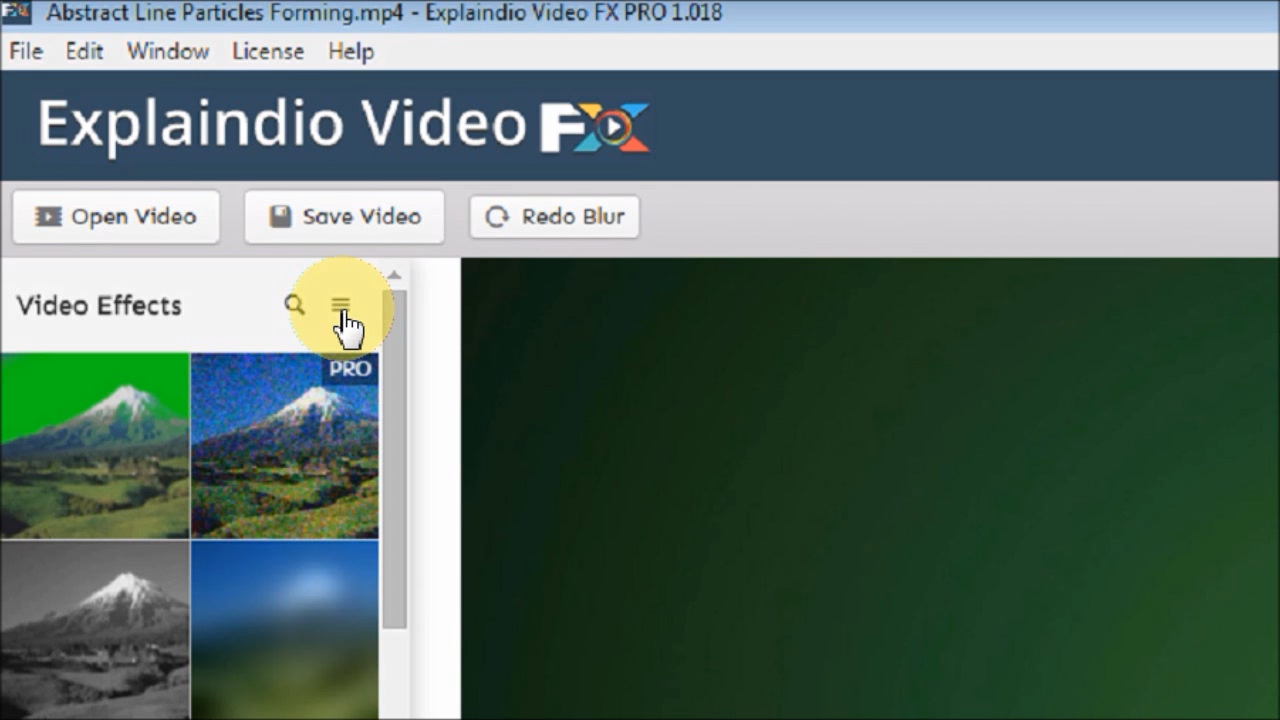 Abstract Line Particles Forming.mp4 - Explaindio Video FX PRO 1.018
File Edit Window License Help
Explaindio Video FX
Open Video Save Video Redo Blur
Video Effects
PRO